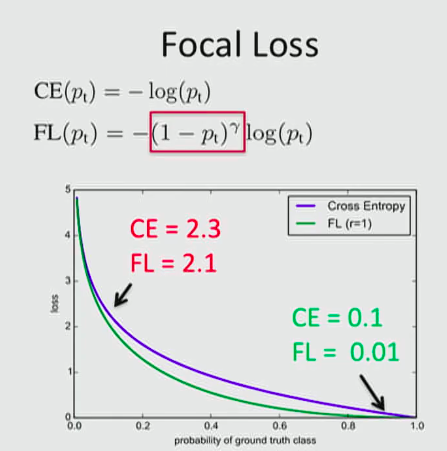 Focal Loss
CE(pₜ) = − log(pₜ)
FL(pₜ) = −(1 − pₜ)^γ log(pₜ)
5
4
3
2
1
0
loss
Cross Entropy
FL (r=1)
CE = 2.3
FL = 2.1
CE = 0.1
FL = 0.01
0.0 0.2 0.4 0.6 0.8 1.0
probability of ground truth class